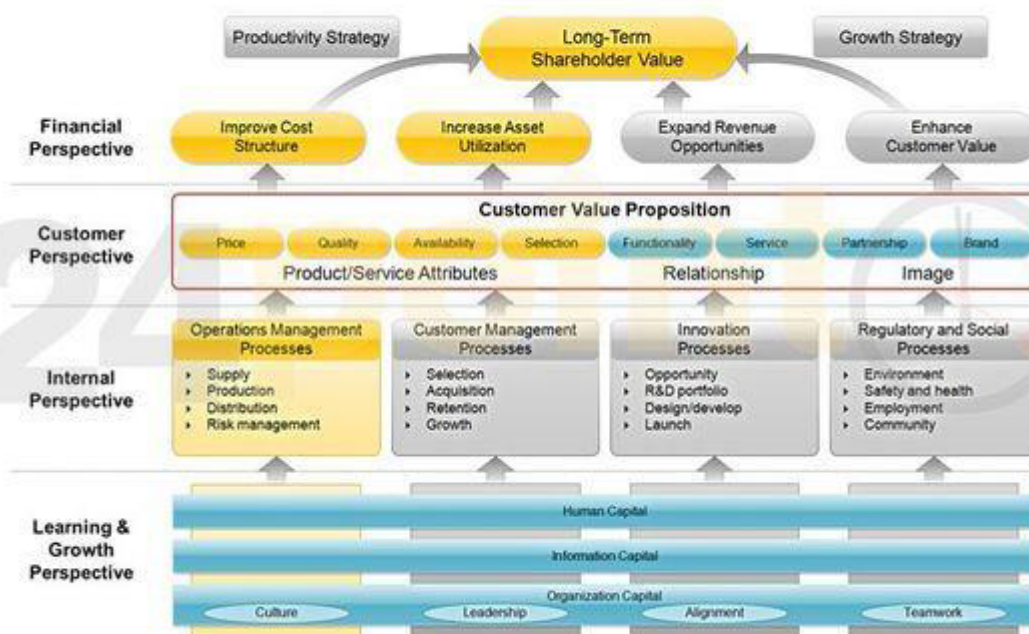 Productivity Strategy
Long-Term
Shareholder Value
Growth Strategy
Financial
Perspective
Improve Cost
Structure
Increase Asset
Utilization
Expand Revenue
Opportunities
Enhance
Customer Value
Customer
Perspective
Customer Value Proposition
Price
Quality
Availability
Selection
Functionality
Service
Partnership
Brand
Product/Service Attributes
Relationship
Image
Internal
Perspective
Operations Management
Processes
Supply
Production
Distribution
Risk management
Customer Management
Processes
Selection
Acquisition
Retention
Growth
Innovation
Processes
Opportunity
R&D portfolio
Design/develop
Launch
Regulatory and Social
Processes
Environment
Safety and health
Employment
Community
Learning &
Growth
Perspective
Human Capital
Information Capital
Organization Capital
Culture
Leadership
Alignment
Teamwork